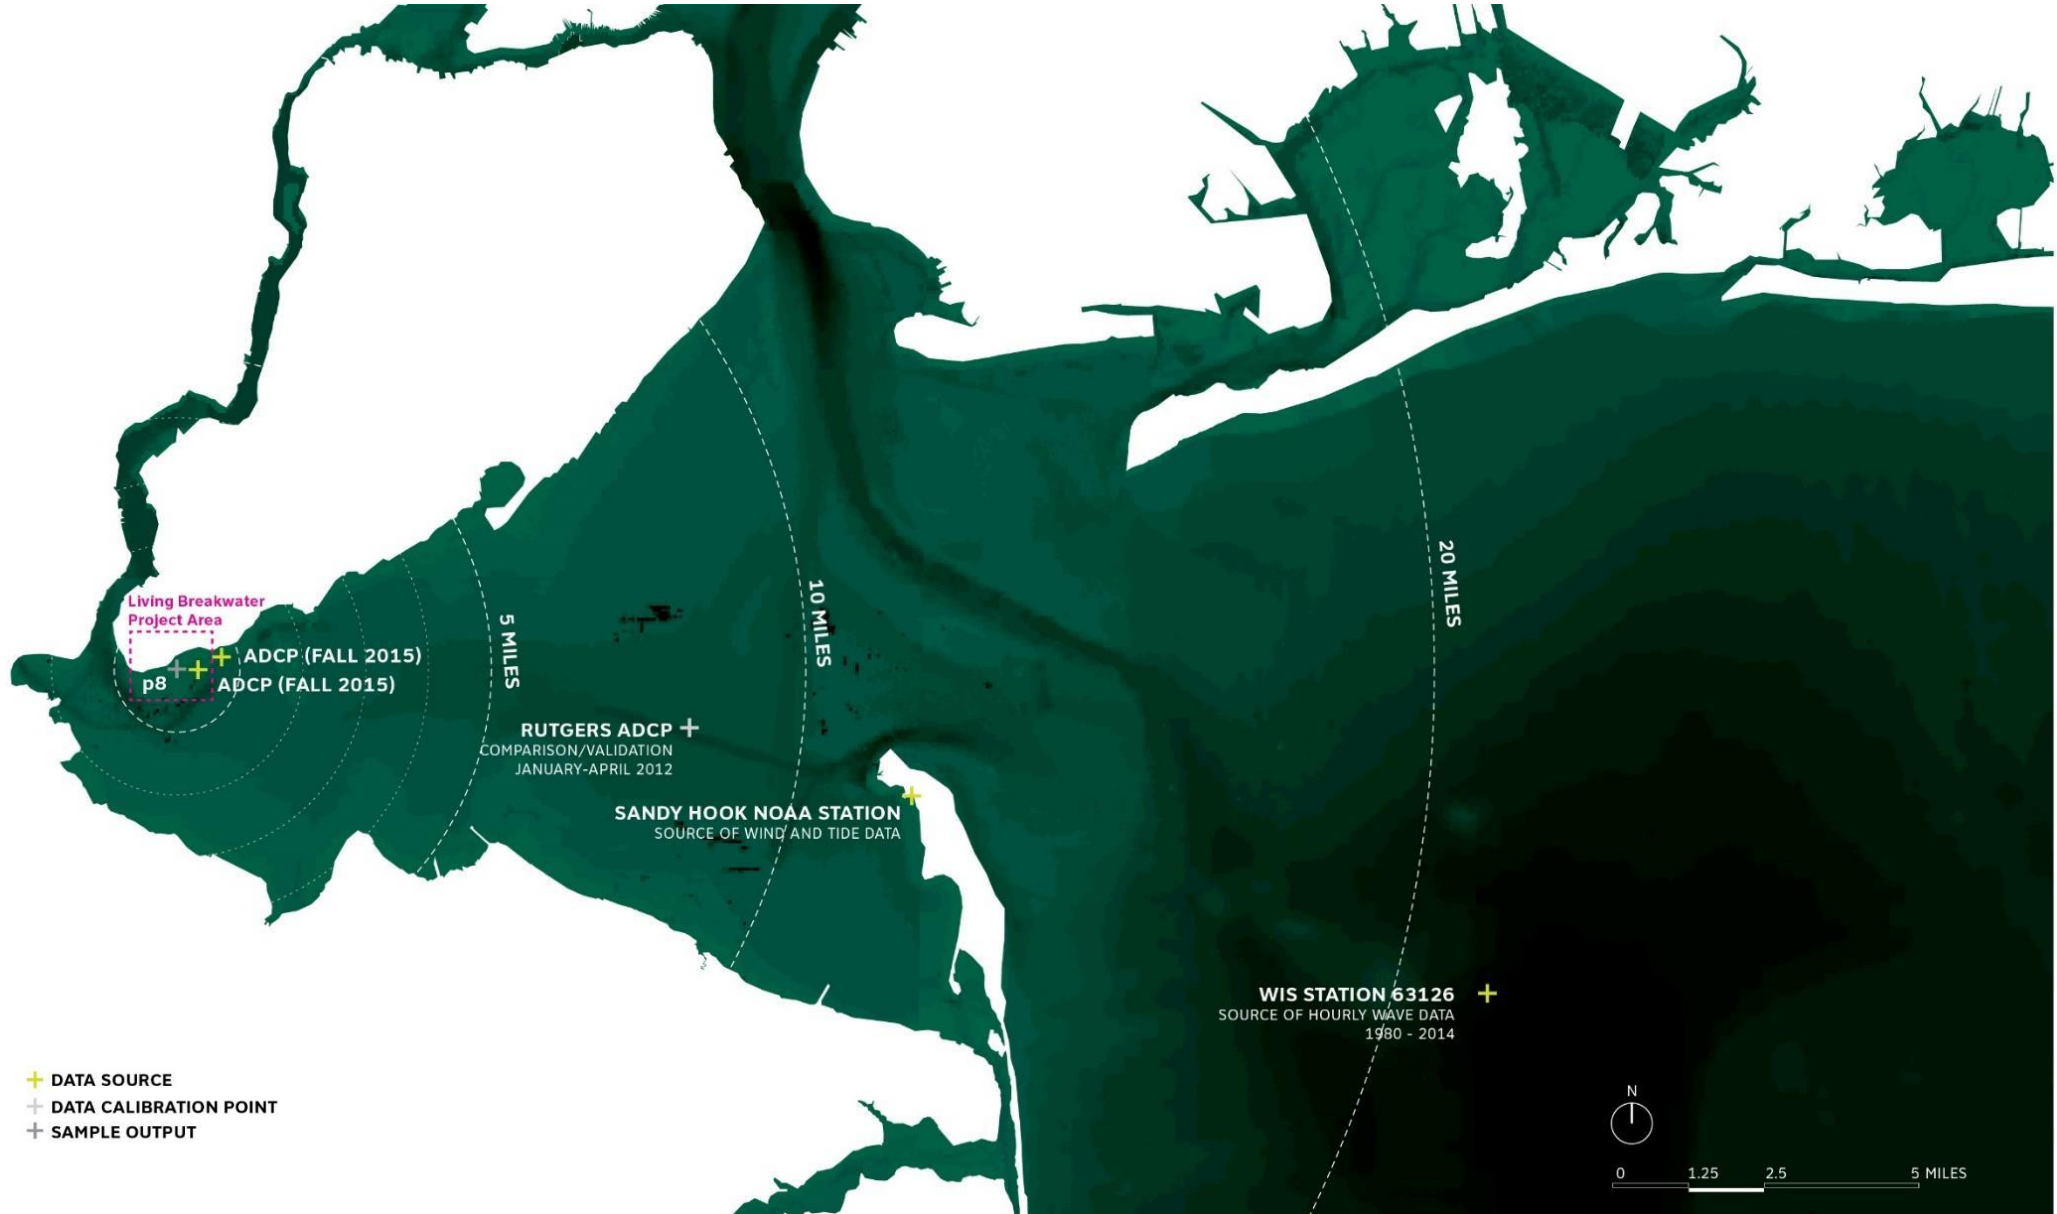 20 MILES
10 MILES
5 MILES
Living Breakwater
Project Area
ADCP (FALL 2015)
p8
ADCP (FALL 2015)
RUTGERS ADCP
COMPARISON/VALIDATION
JANUARY-APRIL 2012
SANDY HOOK NOAA STATION
SOURCE OF WIND AND TIDE DATA
WIS STATION 63126
SOURCE OF HOURLY WAVE DATA
1980 - 2014
DATA SOURCE
DATA CALIBRATION POINT
SAMPLE OUTPUT
N
0 1.25 2.5 5 MILES